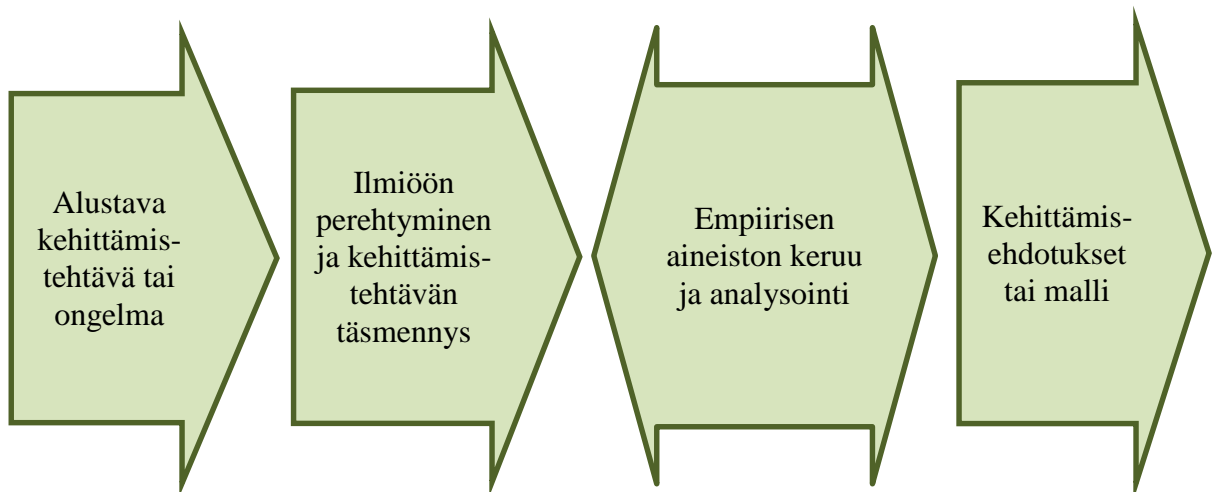 Alustava
kehittämis-
tehtävä tai
ongelma
Ilmiöön
perehtyminen
ja kehittämis-
tehtävän
täsmennys
Empiirisen
aineiston keruu
ja analysointi
Kehittämis-
ehdotukset
tai malli